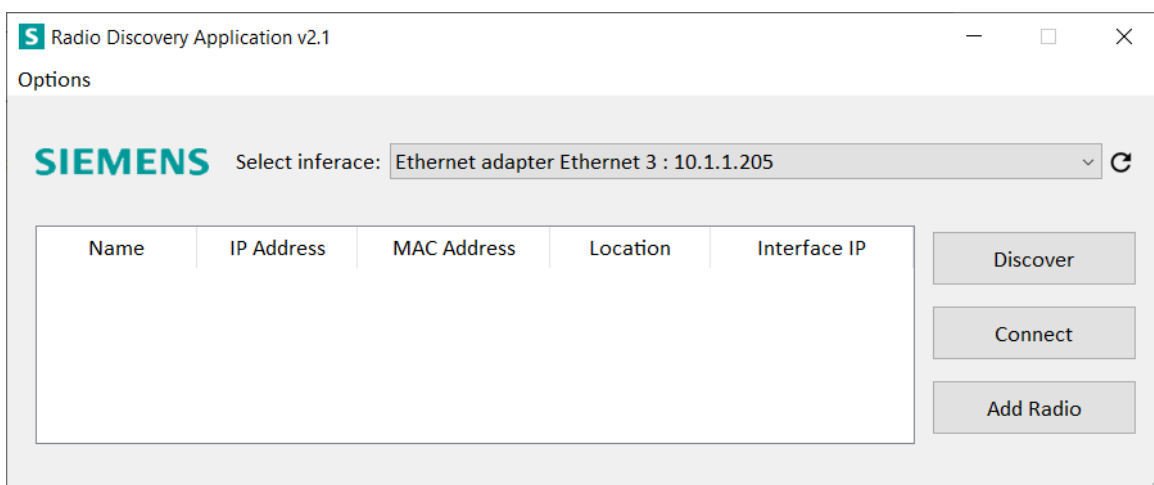 S Radio Discovery Application v2.1
Options
SIEMENS Select inferace: Ethernet adapter Ethernet 3 : 10.1.1.205
Name IP Address MAC Address Location Interface IP
Discover
Connect
Add Radio